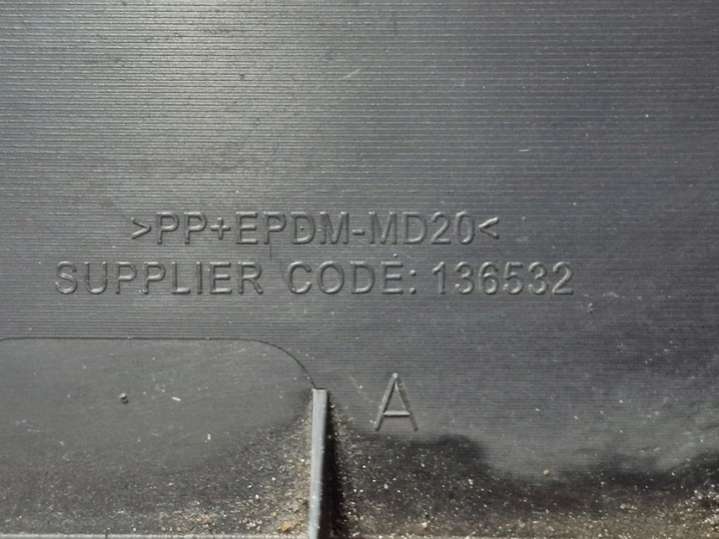 >PP+EPDM-MD20<
SUPPLIER CODE: 136532
A